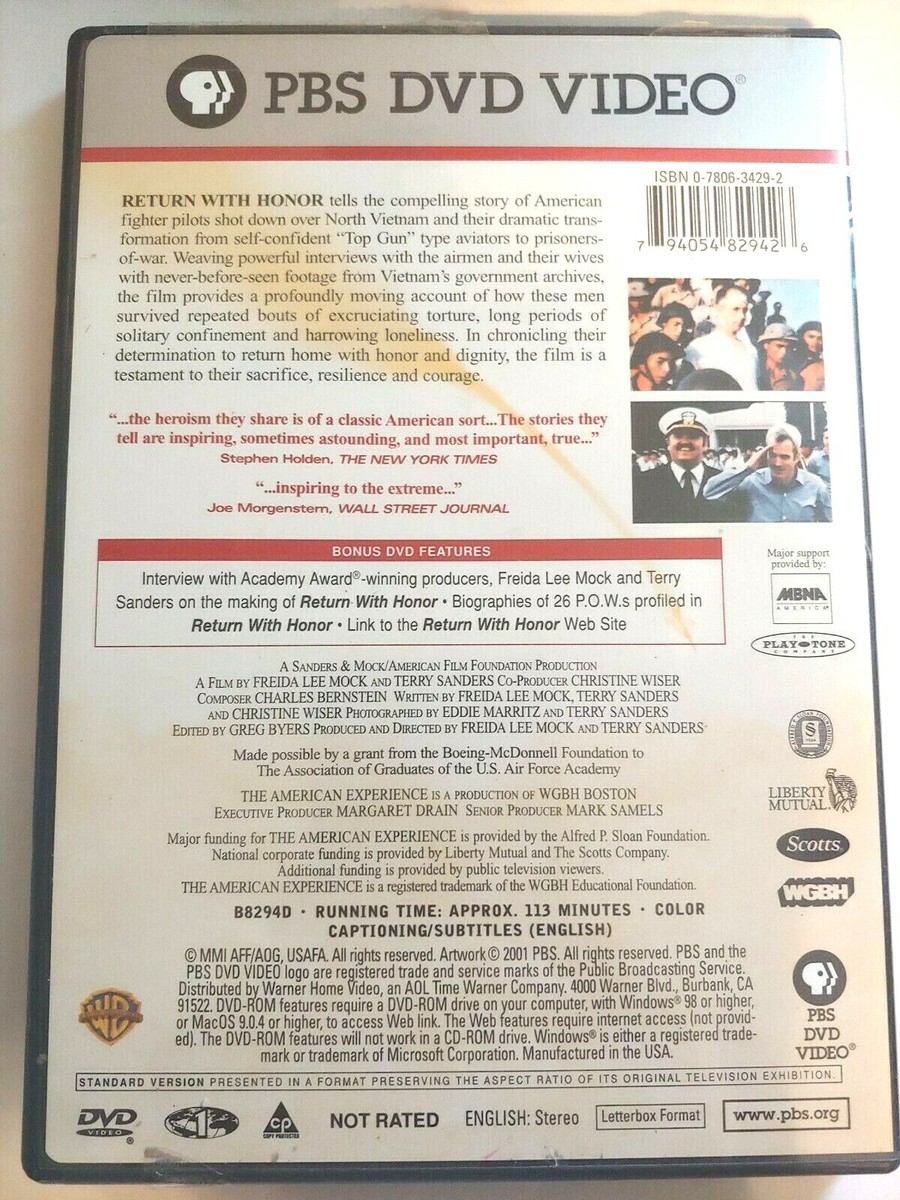 PBS DVD VIDEO®
ISBN 0-7806-3429-2
7 94054 82942 6
RETURN WITH HONOR tells the compelling story of American
fighter pilots shot down over North Vietnam and their dramatic trans-
formation from self-confident “Top Gun” type aviators to prisoners-
of-war. Weaving powerful interviews with the airmen and their wives
with never-before-seen footage from Vietnam's government archives,
the film provides a profoundly moving account of how these men
survived repeated bouts of excruciating torture, long periods of
solitary confinement and harrowing loneliness. In chronicling their
determination to return home with honor and dignity, the film is a
testament to their sacrifice, resilience and courage.
“...the heroism they share is of a classic American sort...The stories they
tell are inspiring, sometimes astounding, and most important, true...”
Stephen Holden, THE NEW YORK TIMES
“...inspiring to the extreme...”
Joe Morgenstern, WALL STREET JOURNAL
BONUS DVD FEATURES
Interview with Academy Award®-winning producers, Freida Lee Mock and Terry
Sanders on the making of Return With Honor • Biographies of 26 P.O.W.s profiled in
Return With Honor • Link to the Return With Honor Web Site
Major support
provided by:
MBNA
AMERICA®
THE
PLAY-TONE
COMPANY
A SANDERS & MOCK/AMERICAN FILM FOUNDATION PRODUCTION
A FILM BY FREIDA LEE MOCK AND TERRY SANDERS CO-PRODUCER CHRISTINE WISER
COMPOSER CHARLES BERNSTEIN WRITTEN BY FREIDA LEE MOCK, TERRY SANDERS
AND CHRISTINE WISER PHOTOGRAPHED BY EDDIE MARRITZ AND TERRY SANDERS
EDITED BY GREG BYERS PRODUCED AND DIRECTED BY FREIDA LEE MOCK AND TERRY SANDERS
Made possible by a grant from the Boeing-McDonnell Foundation to
The Association of Graduates of the U.S. Air Force Academy
THE AMERICAN EXPERIENCE IS A PRODUCTION OF WGBH BOSTON
EXECUTIVE PRODUCER MARGARET DRAIN SENIOR PRODUCER MARK SAMELS
Major funding for THE AMERICAN EXPERIENCE is provided by the Alfred P. Sloan Foundation.
National corporate funding is provided by Liberty Mutual and The Scotts Company.
Additional funding is provided by public television viewers.
THE AMERICAN EXPERIENCE is a registered trademark of the WGBH Educational Foundation.
LIBERTY
MUTUAL
Scotts
WGBH
B8294D · RUNNING TIME: APPROX. 113 MINUTES · COLOR
CAPTIONING/SUBTITLES (ENGLISH)
© MMI AFF/AOG, USAFA. All rights reserved. Artwork © 2001 PBS. All rights reserved. PBS and the
PBS DVD VIDEO logo are registered trade and service marks of the Public Broadcasting Service.
Distributed by Warner Home Video, an AOL Time Warner Company. 4000 Warner Blvd., Burbank, CA
91522. DVD-ROM features require a DVD-ROM drive on your computer, with Windows® 98 or higher,
or MacOS 9.0.4 or higher, to access Web link. The Web features require internet access (not provid-
ed). The DVD-ROM features will not work in a CD-ROM drive. Windows® is either a registered trade-
mark or trademark of Microsoft Corporation. Manufactured in the USA.
WB
PBS
DVD
VIDEO®
STANDARD VERSION PRESENTED IN A FORMAT PRESERVING THE ASPECT RATIO OF ITS ORIGINAL TELEVISION EXHIBITION.
DVD
VIDEO®
1
CP
COPY PROTECTED
NOT RATED
ENGLISH: Stereo
Letterbox Format
www.pbs.org